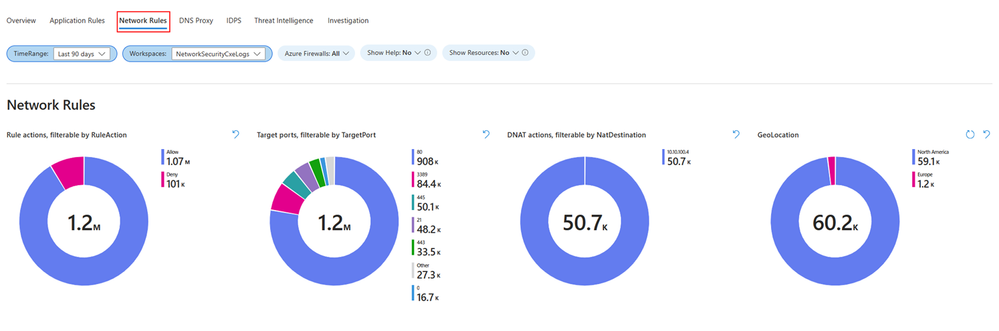 Overview Application Rules Network Rules DNS Proxy IDPS Threat Intelligence Investigation
TimeRange: Last 90 days Workspaces: NetworkSecurityCxeLogs Azure Firewalls: All Show Help: No Show Resources: No
Network Rules
Rule actions, filterable by RuleAction
Allow
1.07 M
Deny
101 K
1.2 M
Target ports, filterable by TargetPort
80
908 K
3389
84.4 K
445
50.1 K
21
48.2 K
443
33.5 K
Other
27.3 K
0
16.7 K
1.2 M
DNAT actions, filterable by NatDestination
10.10.100.4
50.7 K
50.7 K
GeoLocation
North America
59.1 K
Europe
1.2 K
60.2 K